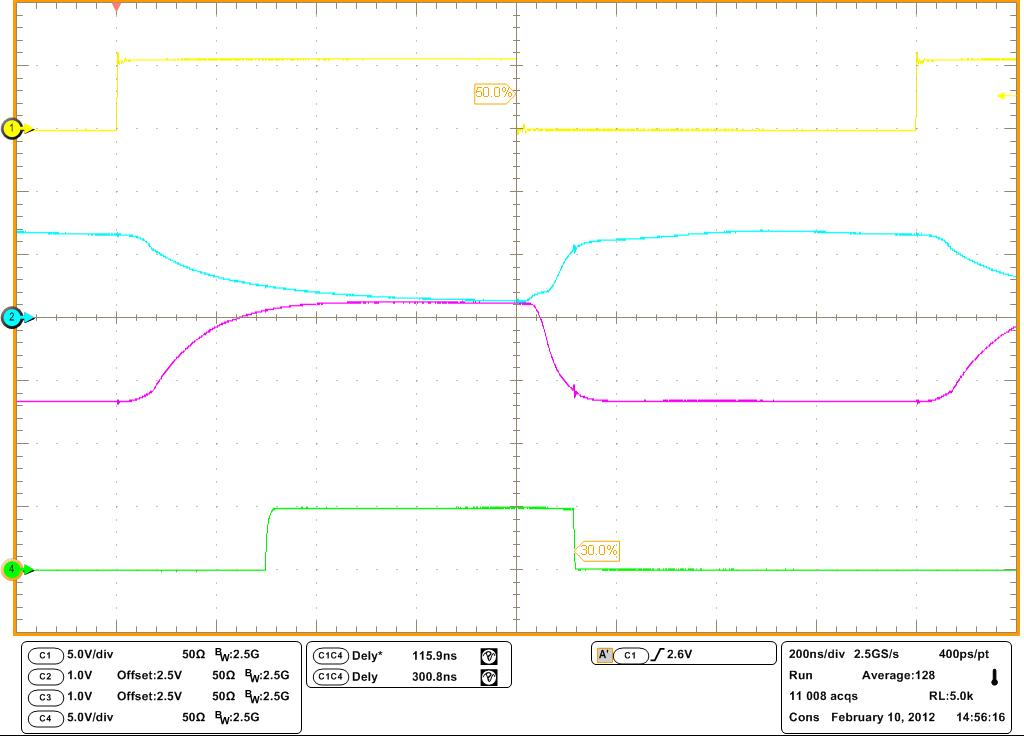 50.0%
1
2
30.0%
4
C1 5.0V/div 50Ω BW:2.5G
C2 1.0V Offset:2.5V 50Ω BW:2.5G
C3 1.0V Offset:2.5V 50Ω BW:2.5G
C4 5.0V/div 50Ω BW:2.5G
C1C4 Dely* 115.9ns
C1C4 Dely 300.8ns
A' C1 2.6V
200ns/div 2.5GS/s 400ps/pt
Run Average:128
11 008 acqs RL:5.0k
Cons February 10, 2012 14:56:16